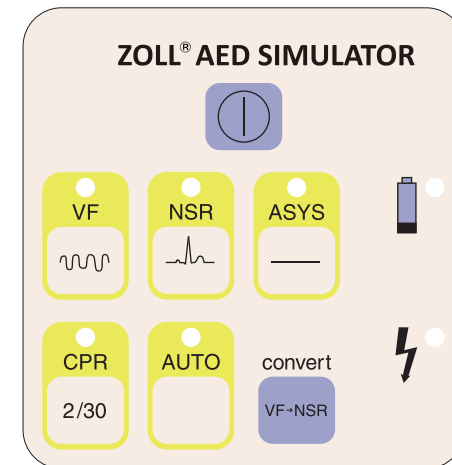 ZOLL® AED SIMULATOR
VF NSR ASYS
CPR AUTO convert
2/30 VF→NSR